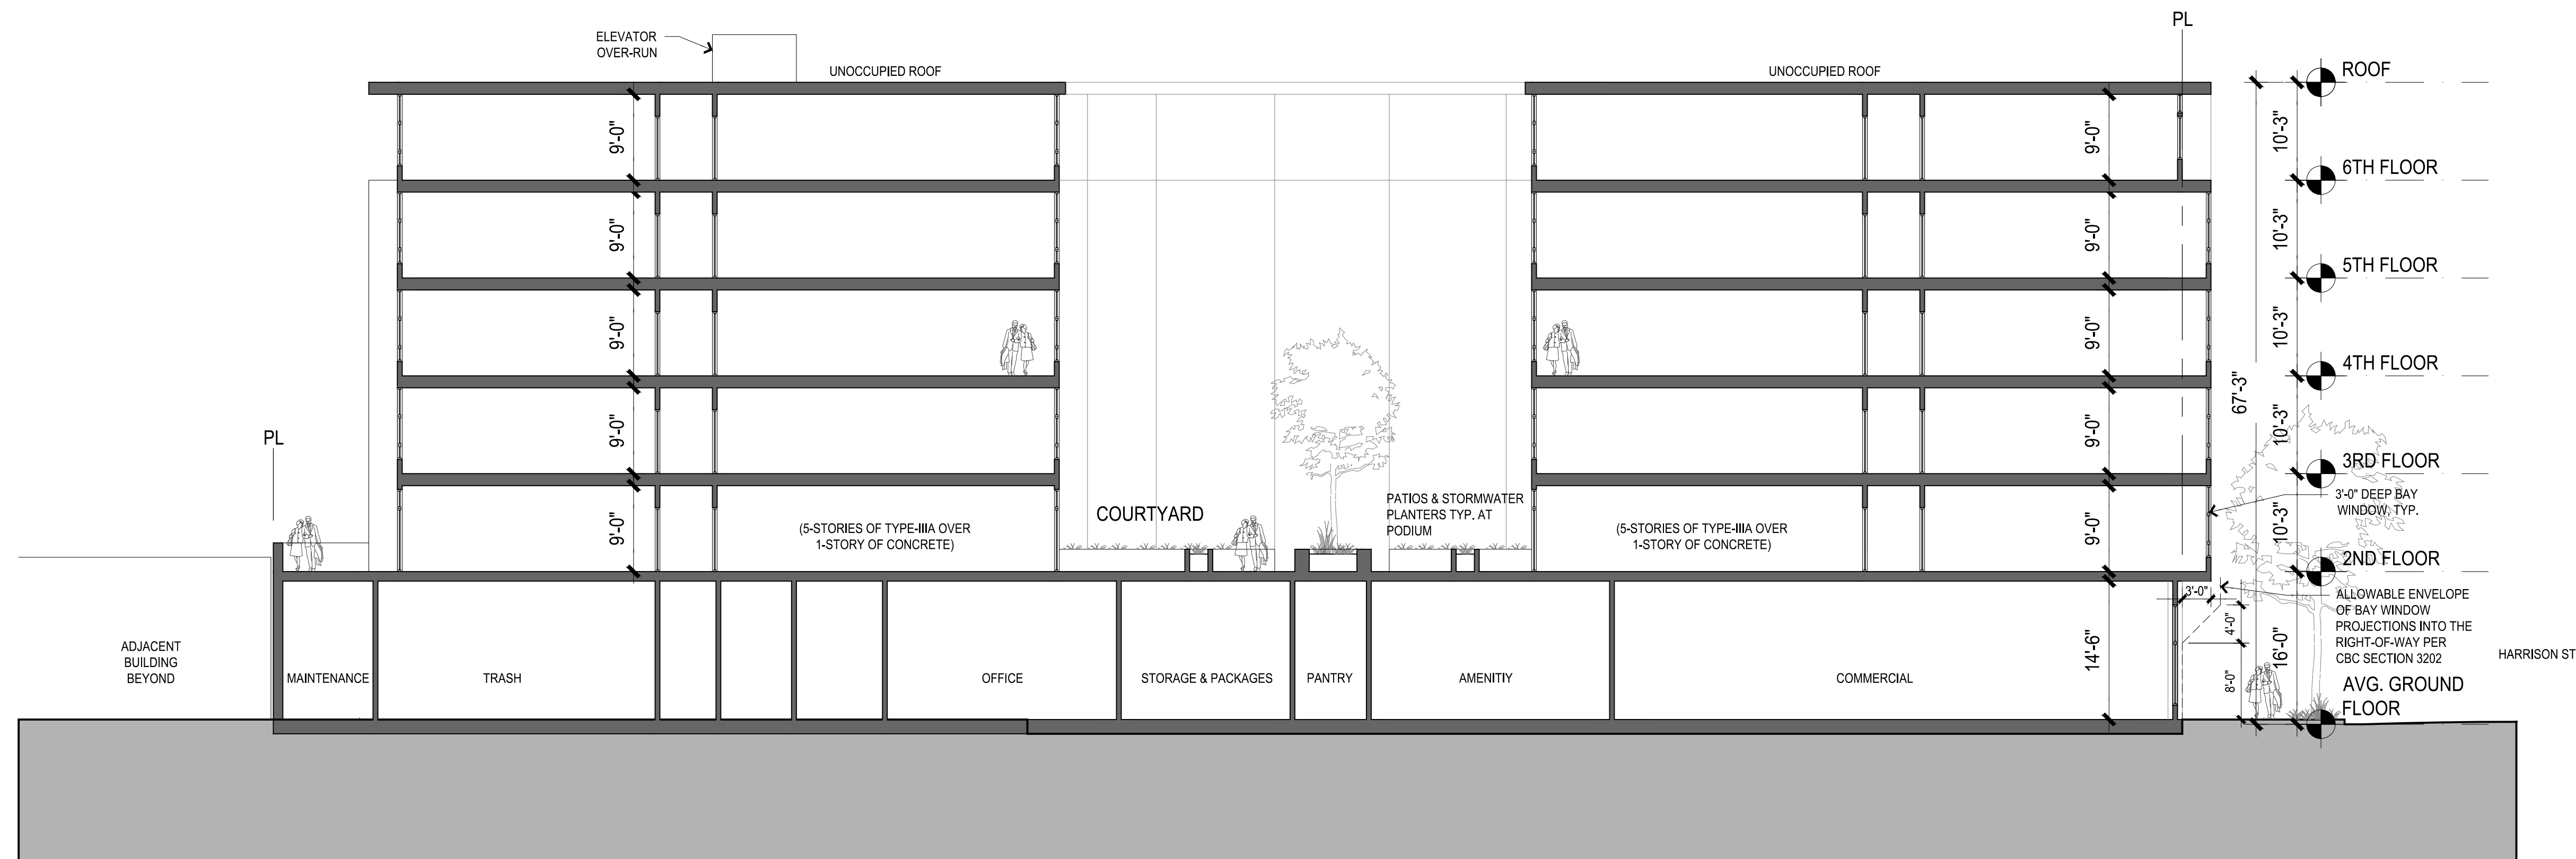 PL
ELEVATOR
OVER-RUN
UNOCCUPIED ROOF
UNOCCUPIED ROOF
ROOF
9'-0"
9'-0"
10'-3"
6TH FLOOR
9'-0"
9'-0"
10'-3"
5TH FLOOR
9'-0"
9'-0"
10'-3"
4TH FLOOR
67'-3"
9'-0"
9'-0"
10'-3"
PL
3RD FLOOR
COURTYARD
PATIOS & STORMWATER
PLANTERS TYP. AT
PODIUM
3'-0" DEEP BAY
WINDOW, TYP.
9'-0"
(5-STORIES OF TYPE-IIIA OVER
1-STORY OF CONCRETE)
(5-STORIES OF TYPE-IIIA OVER
1-STORY OF CONCRETE)
9'-0"
10'-3"
2ND FLOOR
3'-0"
ALLOWABLE ENVELOPE
OF BAY WINDOW
PROJECTIONS INTO THE
RIGHT-OF-WAY PER
CBC SECTION 3202
4'-0"
8'-0"
14'-6"
16'-0"
HARRISON ST
ADJACENT
BUILDING
BEYOND
MAINTENANCE
TRASH
OFFICE
STORAGE & PACKAGES
PANTRY
AMENITIY
COMMERCIAL
AVG. GROUND
FLOOR